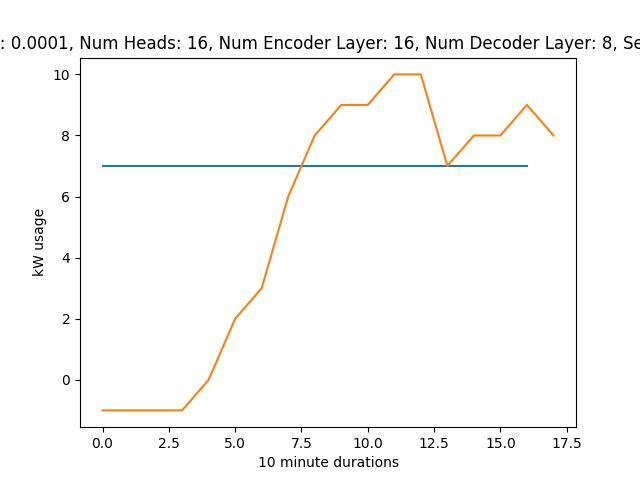 : 0.0001, Num Heads: 16, Num Encoder Layer: 16, Num Decoder Layer: 8, Se
10
8
6
4
2
0
kW usage
0.0 2.5 5.0 7.5 10.0 12.5 15.0 17.5
10 minute durations